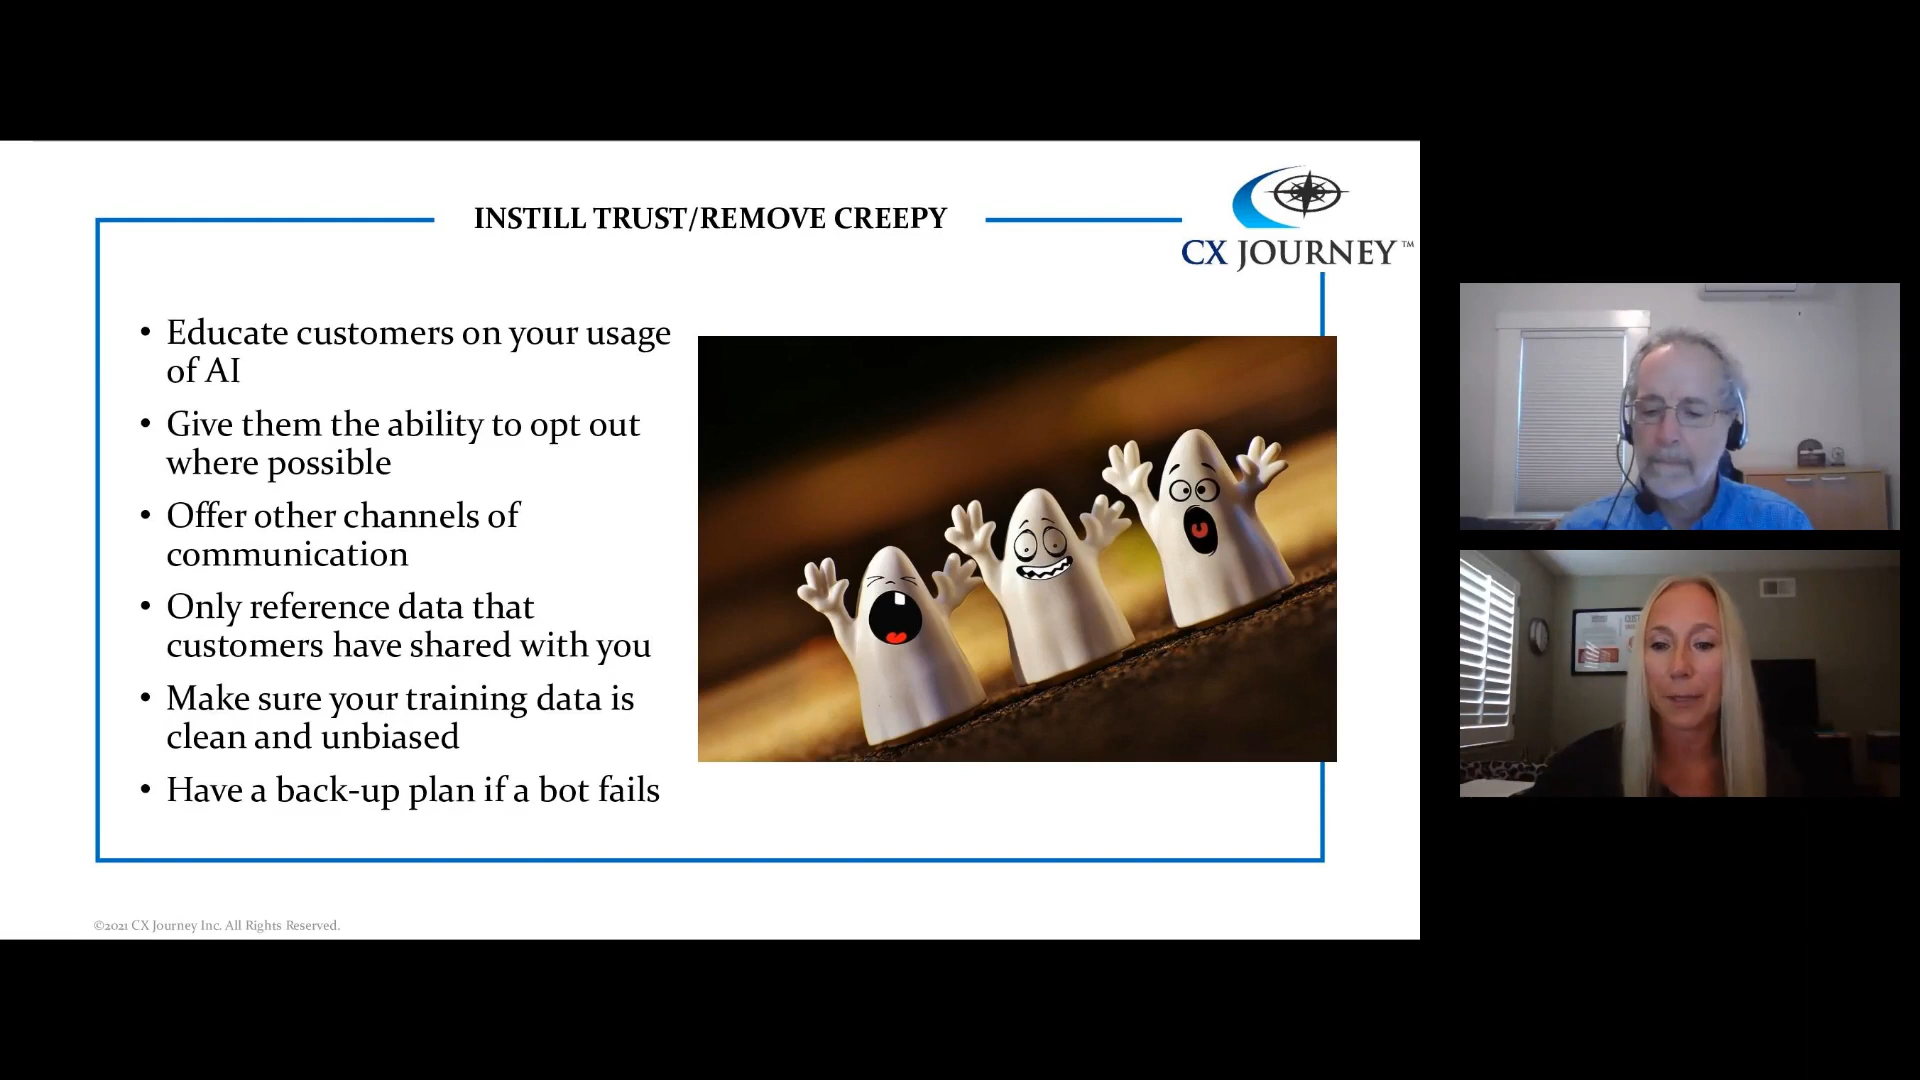 INSTILL TRUST/REMOVE CREEPY
CX JOURNEY™
• Educate customers on your usage
of AI
• Give them the ability to opt out
where possible
• Offer other channels of
communication
• Only reference data that
customers have shared with you
• Make sure your training data is
clean and unbiased
• Have a back-up plan if a bot fails
©2021 CX Journey Inc. All Rights Reserved.